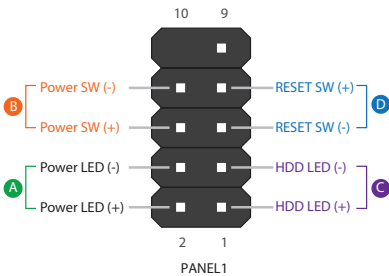 10 9
Power SW (-) RESET SW (+)
B D
Power SW (+) RESET SW (-)
Power LED (-) HDD LED (-)
A C
Power LED (+) HDD LED (+)
2 1
PANEL1